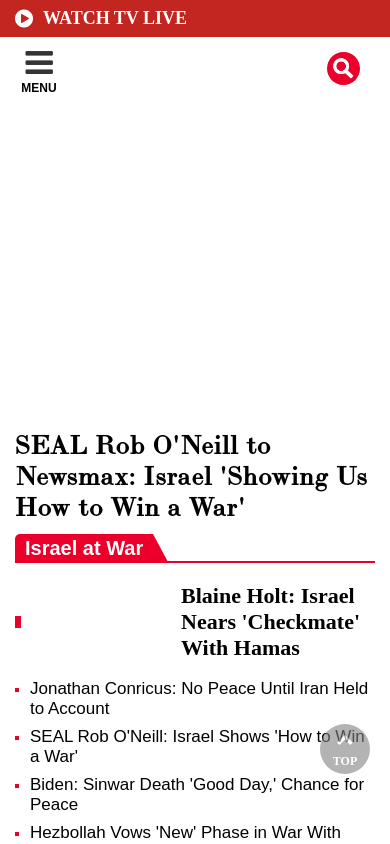 WATCH TV LIVE
MENU
SEAL Rob O'Neill to
Newsmax: Israel 'Showing Us
How to Win a War'
Israel at War
Blaine Holt: Israel
Nears 'Checkmate'
With Hamas
Jonathan Conricus: No Peace Until Iran Held
to Account
SEAL Rob O'Neill: Israel Shows 'How to Win
a War'
TOP
Biden: Sinwar Death 'Good Day,' Chance for
Peace
Hezbollah Vows 'New' Phase in War With